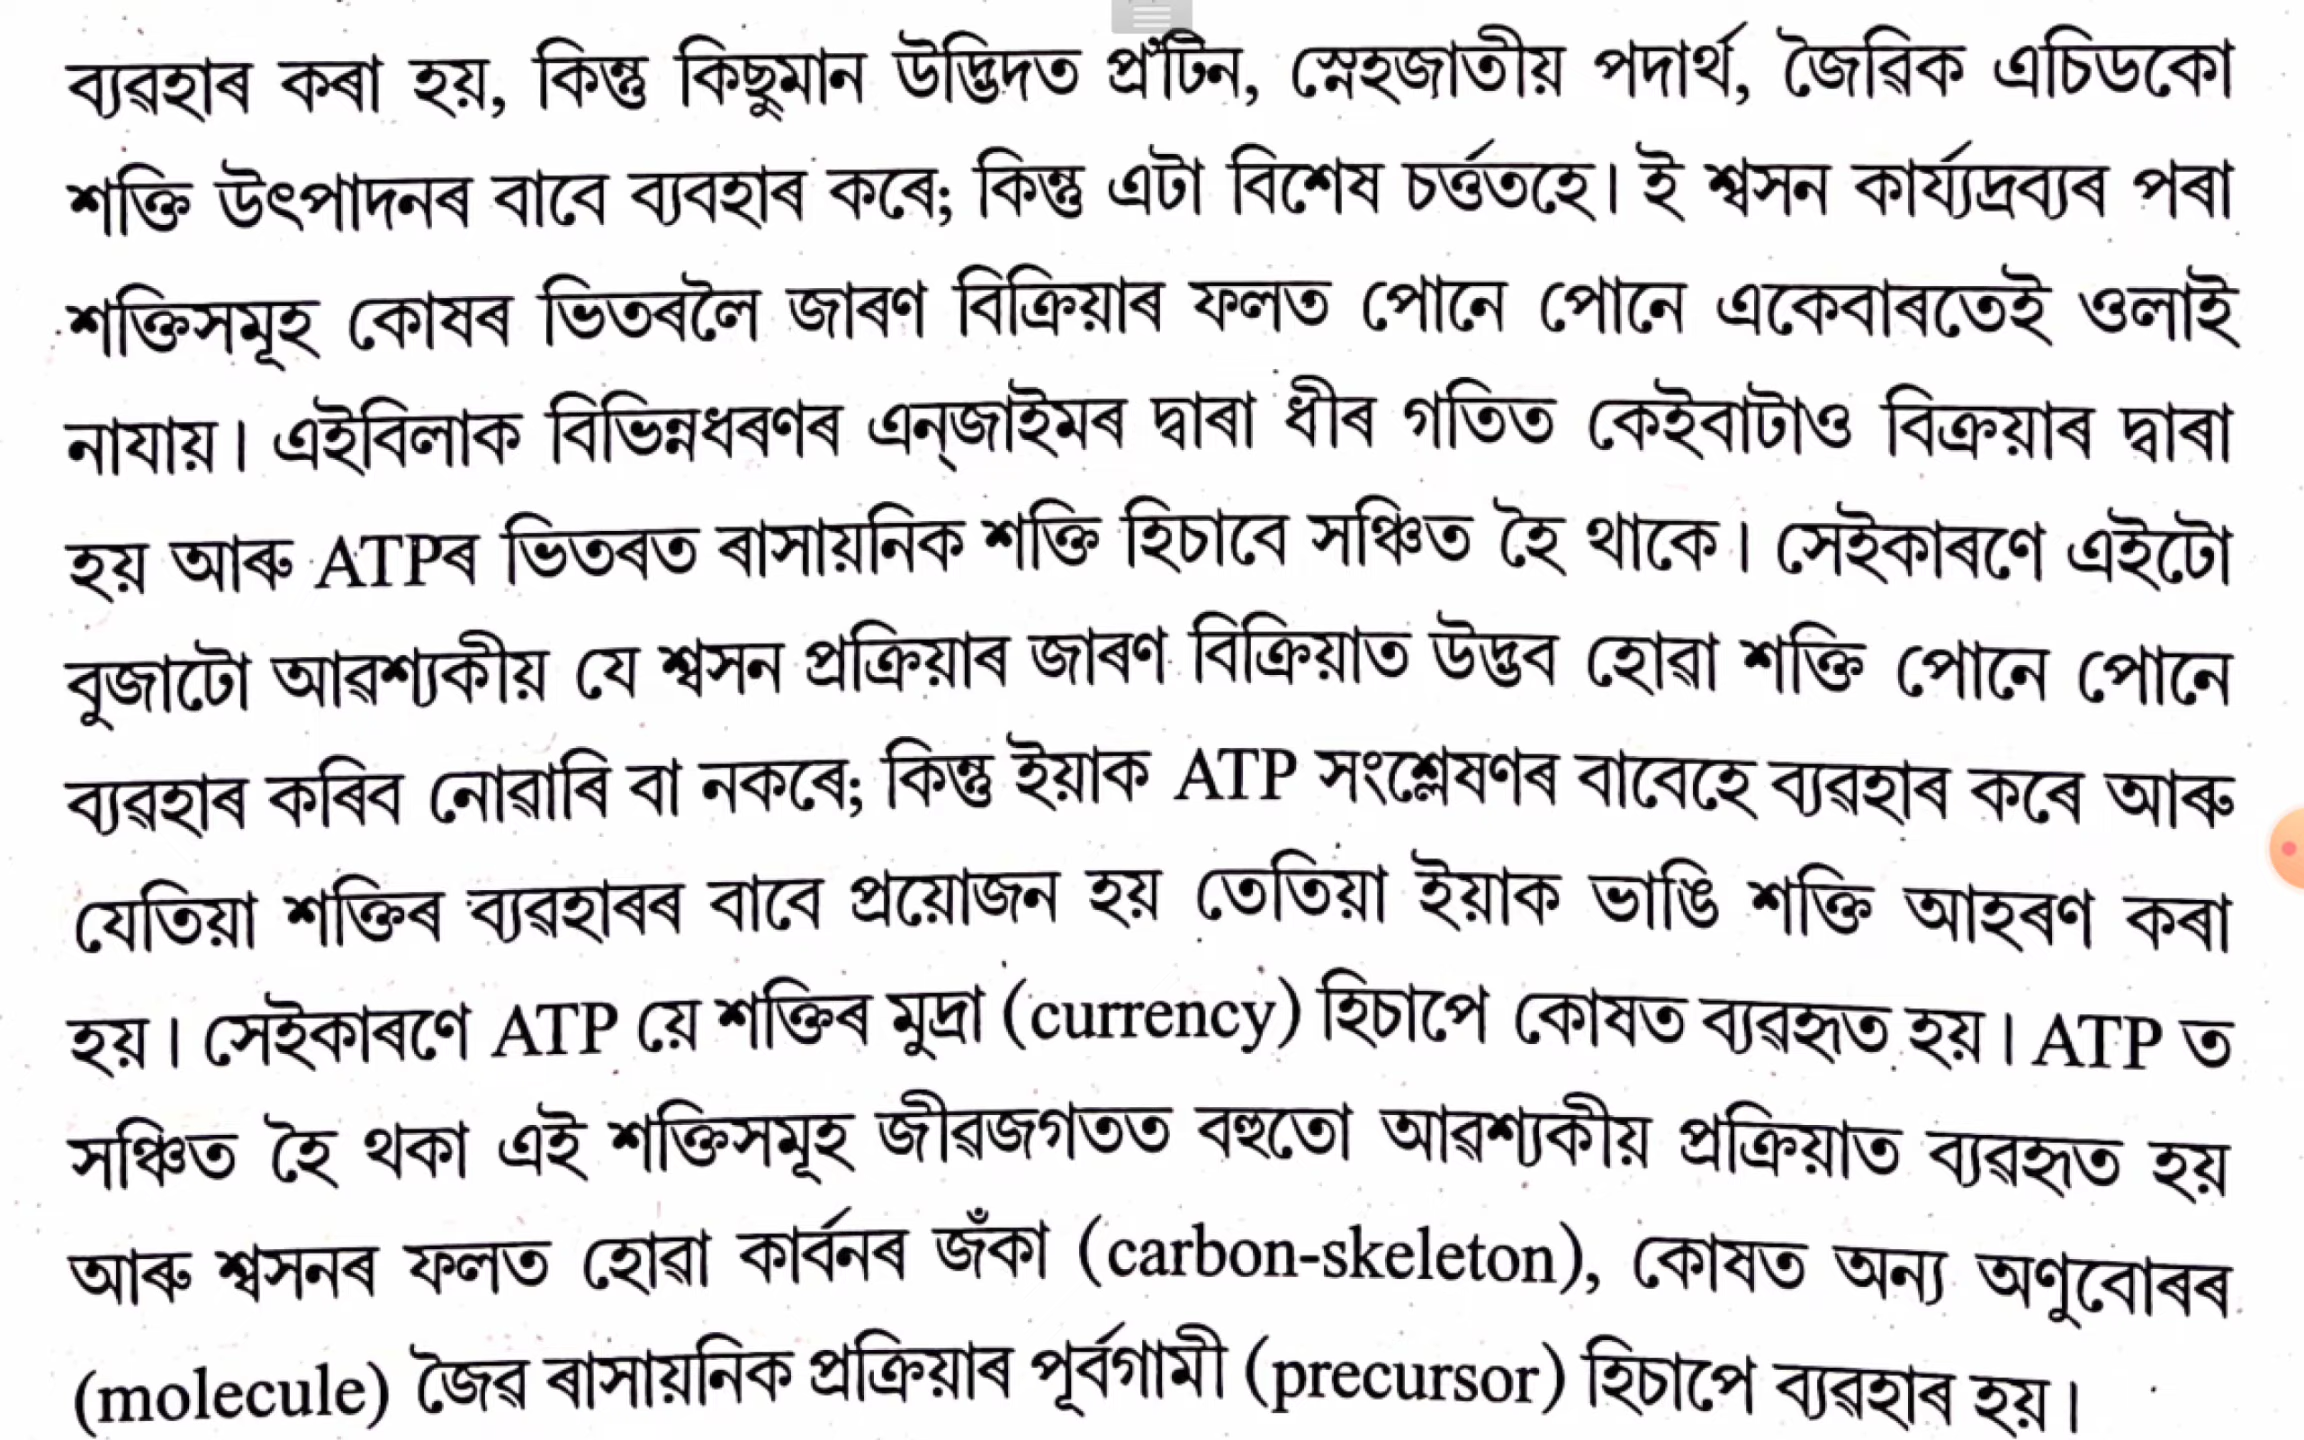 ব্যৱহাৰ কৰা হয়, কিন্তু কিছুমান উদ্ভিদত প্ৰ'টিন, স্নেহজাতীয় পদাৰ্থ, জৈৱিক এচিডকো
শক্তি উৎপাদনৰ বাবে ব্যবহাৰ কৰে; কিন্তু এটা বিশেষ চৰ্ত্ততহে। ই শ্বসন কাৰ্য্যদ্ৰব্যৰ পৰা
শক্তিসমূহ কোষৰ ভিতৰলৈ জাৰণ বিক্ৰিয়াৰ ফলত পোনে পোনে একেবাৰতেই ওলাই
নাযায়। এইবিলাক বিভিন্নধৰণৰ এন্‌জাইমৰ দ্বাৰা ধীৰ গতিত কেইবাটাও বিক্ৰয়াৰ দ্বাৰা
হয় আৰু ATPৰ ভিতৰত ৰাসায়নিক শক্তি হিচাবে সঞ্চিত হৈ থাকে। সেইকাৰণে এইটো
বুজাটো আৱশ্যকীয় যে শ্বসন প্ৰক্ৰিয়াৰ জাৰণ বিক্ৰিয়াত উদ্ভব হোৱা শক্তি পোনে পোনে
ব্যৱহাৰ কৰিব নোৱাৰি বা নকৰে; কিন্তু ইয়াক ATP সংশ্লেষণৰ বাবেহে ব্যৱহাৰ কৰে আৰু
যেতিয়া শক্তিৰ ব্যৱহাৰৰ বাবে প্ৰয়োজন হয় তেতিয়া ইয়াক ভাঙি শক্তি আহৰণ কৰা
হয়। সেইকাৰণে ATP য়ে শক্তিৰ মুদ্ৰা (currency) হিচাপে কোষত ব্যৱহৃত হয়। ATP ত
সঞ্চিত হৈ থকা এই শক্তিসমূহ জীৱজগতত বহুতো আৱশ্যকীয় প্ৰক্ৰিয়াত ব্যৱহৃত হয়
আৰু শ্বসনৰ ফলত হোৱা কাৰ্বনৰ জঁকা (carbon-skeleton), কোষত অন্য অণুবোৰৰ
(molecule) জৈৱ ৰাসায়নিক প্ৰক্ৰিয়াৰ পূৰ্বগামী (precursor) হিচাপে ব্যৱহাৰ হয়।